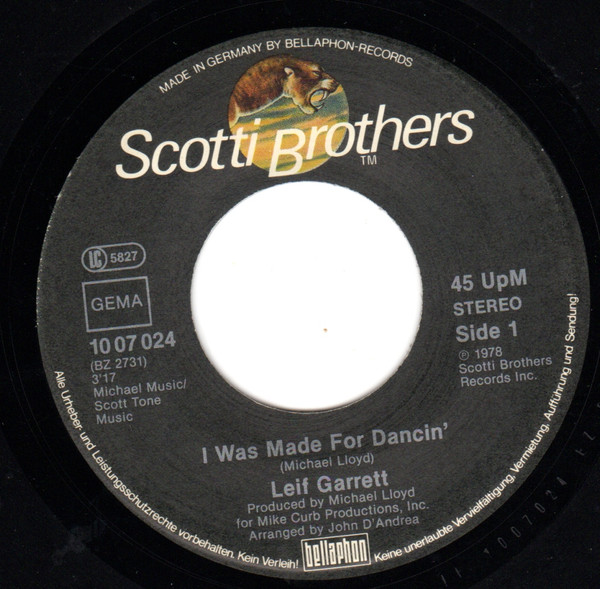 MADE IN GERMANY BY BELLAPHON-RECORDS
Scotti Brothers
TM
LC 5827
GEMA
10 07 024
(BZ 2731)
3'17
Michael Music/
Scott Tone
Music
45 UpM
STEREO
Side 1
℗ 1978
Scotti Brothers
Records Inc.
I Was Made For Dancin'
(Michael Lloyd)
Leif Garrett
Produced by Michael Lloyd
for Mike Curb Productions, Inc.
Arranged by John D'Andrea
bellaphon
Alle Urheber- und Leistungsschutzrechte vorbehalten. Kein Verleih! Keine unerlaubte Vervielfältigung, Vermietung, Aufführung und Sendung!